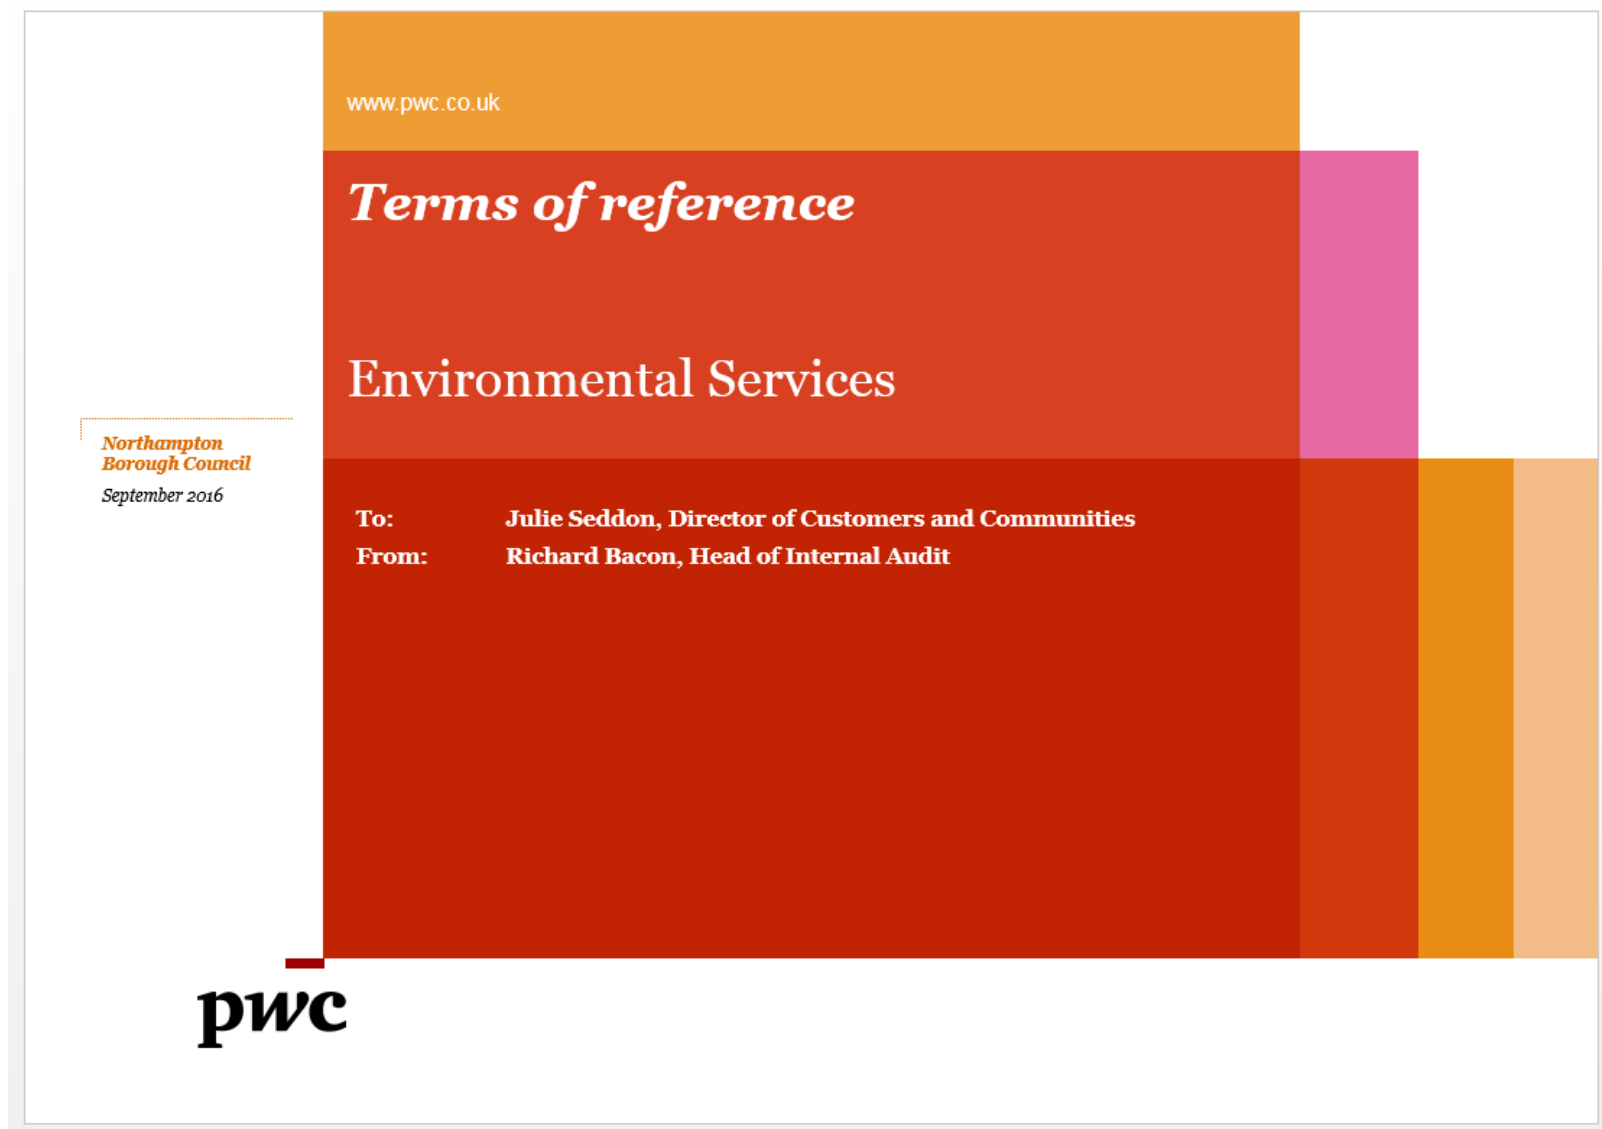 www.pwc.co.uk
Terms of reference
Environmental Services
Northampton
Borough Council
September 2016
To: Julie Seddon, Director of Customers and Communities
From: Richard Bacon, Head of Internal Audit
pwc